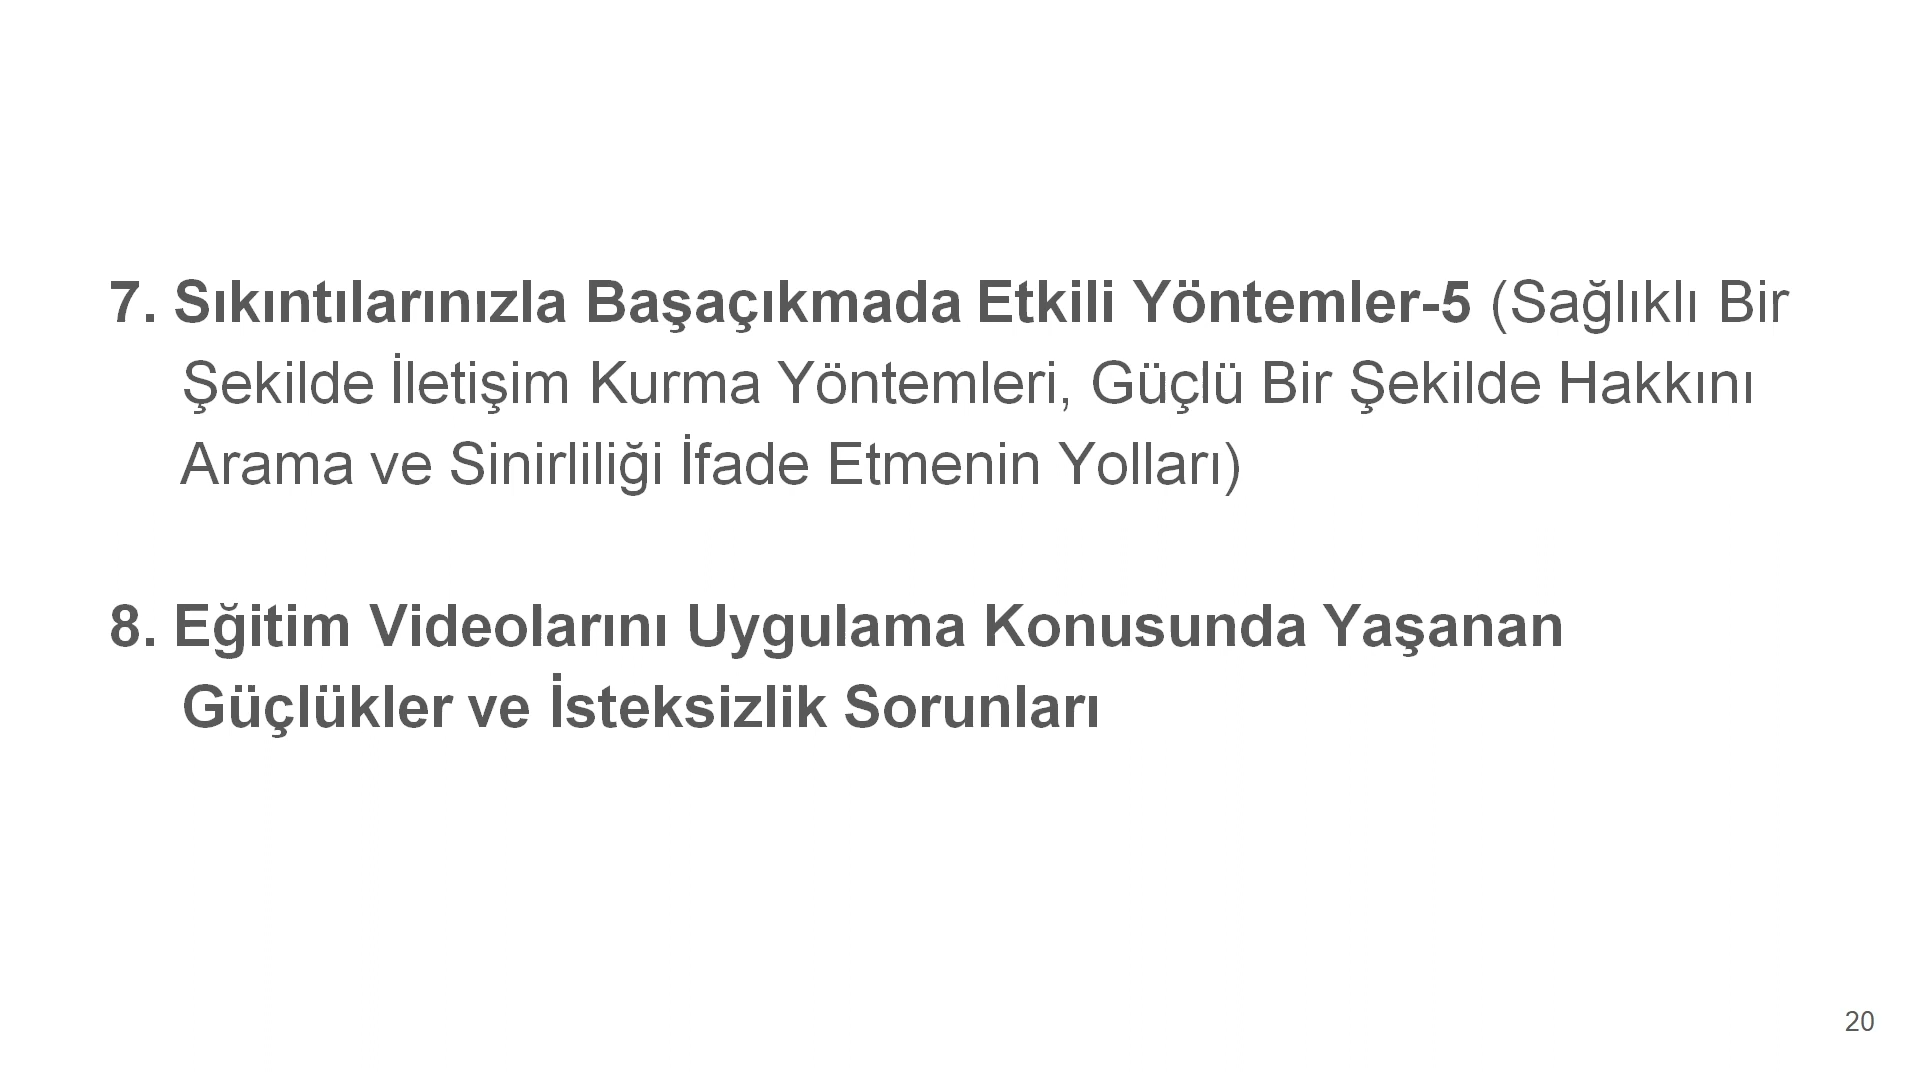 7. Sıkıntılarınızla Başaçıkmada Etkili Yöntemler-5 (Sağlıklı Bir
Şekilde İletişim Kurma Yöntemleri, Güçlü Bir Şekilde Hakkını
Arama ve Sinirliliği İfade Etmenin Yolları)
8. Eğitim Videolarını Uygulama Konusunda Yaşanan
Güçlükler ve İsteksizlik Sorunları
20